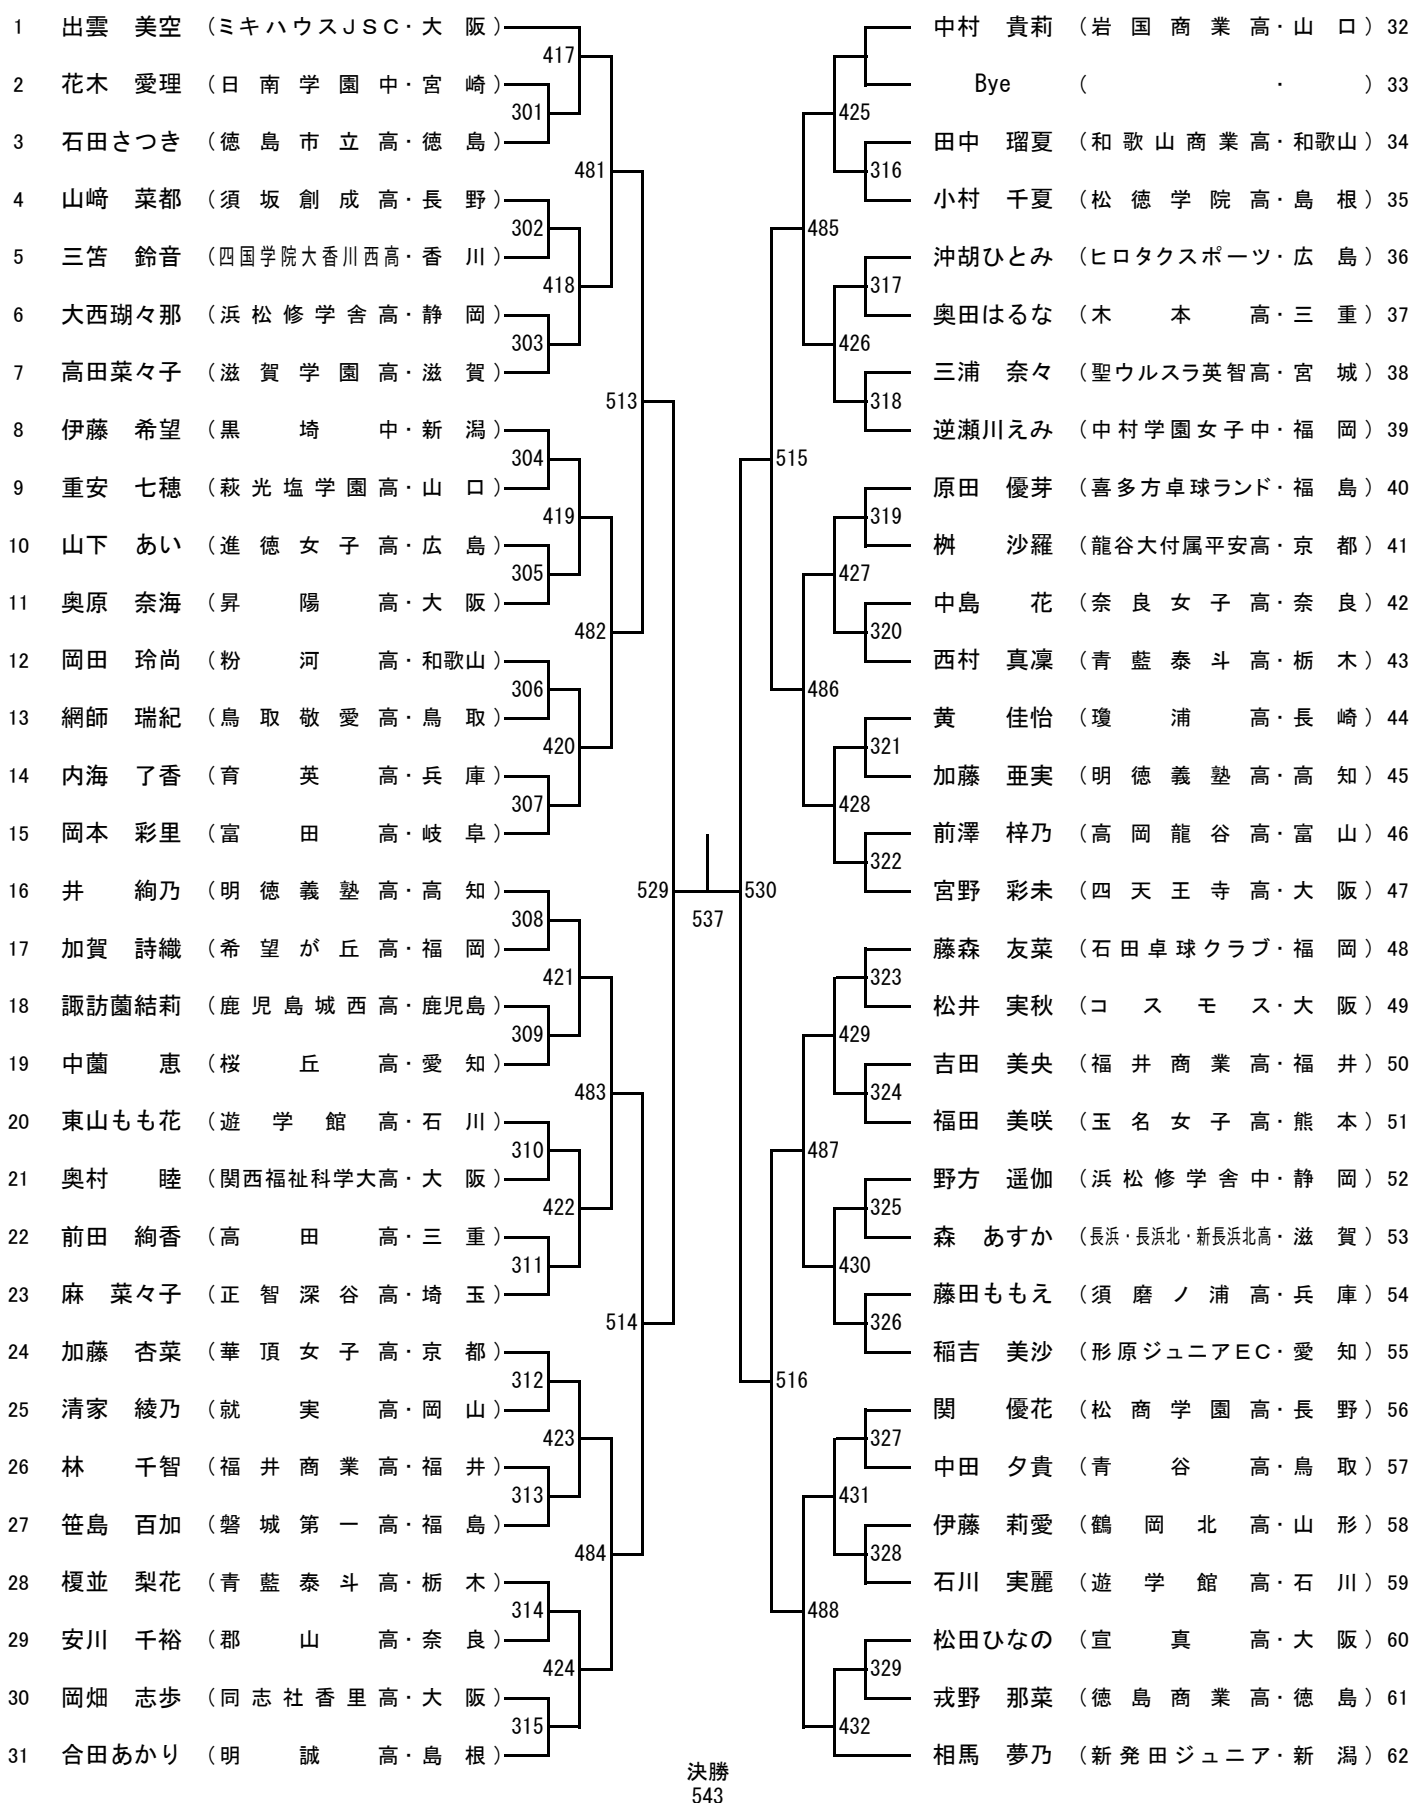 1 出雲 美空 (ミキハウスJSC・大 阪)
2 花木 愛理 (日 南 学 園 中・宮 崎)
3 石田さつき (徳 島 市 立 高・徳 島)
4 山﨑 菜都 (須 坂 創 成 高・長 野)
5 三笘 鈴音 (四国学院大香川西高・香 川)
6 大西瑚々那 (浜 松 修 学 舎 高・静 岡)
7 高田菜々子 (滋 賀 学 園 高・滋 賀)
8 伊藤 希望 (黒 埼 中・新 潟)
9 重安 七穂 (萩 光 塩 学 園 高・山 口)
10 山下 あい (進 徳 女 子 高・広 島)
11 奥原 奈海 (昇 陽 高・大 阪)
12 岡田 玲尚 (粉 河 高・和歌山)
13 網師 瑞紀 (鳥 取 敬 愛 高・鳥 取)
14 内海 了香 (育 英 高・兵 庫)
15 岡本 彩里 (富 田 高・岐 阜)
16 井 絢乃 (明 徳 義 塾 高・高 知)
17 加賀 詩織 (希 望 が 丘 高・福 岡)
18 諏訪薗結莉 (鹿 児 島 城 西 高・鹿児島)
19 中薗 恵 (桜 丘 高・愛 知)
20 東山もも花 (遊 学 館 高・石 川)
21 奥村 睦 (関西福祉科学大高・大 阪)
22 前田 絢香 (高 田 高・三 重)
23 麻 菜々子 (正 智 深 谷 高・埼 玉)
24 加藤 杏菜 (華 頂 女 子 高・京 都)
25 清家 綾乃 (就 実 高・岡 山)
26 林 千智 (福 井 商 業 高・福 井)
27 笹島 百加 (磐 城 第 一 高・福 島)
28 榎並 梨花 (青 藍 泰 斗 高・栃 木)
29 安川 千裕 (郡 山 高・奈 良)
30 岡畑 志歩 (同 志 社 香 里 高・大 阪)
31 合田あかり (明 誠 高・島 根)
301
302
303
304
305
306
307
308
309
310
311
312
313
314
315
417
418
419
420
421
422
423
424
481
482
483
484
513
514
529
537
530
515
516
485
486
487
488
425
426
427
428
429
430
431
432
316
317
318
319
320
321
322
323
324
325
326
327
328
329
中村 貴莉 (岩 国 商 業 高・山 口) 32
Bye ( ・ ) 33
田中 瑠夏 (和 歌 山 商 業 高・和歌山) 34
小村 千夏 (松 徳 学 院 高・島 根) 35
沖胡ひとみ (ヒロタクスポーツ・広 島) 36
奥田はるな (木 本 高・三 重) 37
三浦 奈々 (聖ウルスラ英智高・宮 城) 38
逆瀬川えみ (中村学園女子中・福 岡) 39
原田 優芽 (喜多方卓球ランド・福 島) 40
桝 沙羅 (龍谷大付属平安高・京 都) 41
中島 花 (奈 良 女 子 高・奈 良) 42
西村 真凜 (青 藍 泰 斗 高・栃 木) 43
黄 佳怡 (瓊 浦 高・長 崎) 44
加藤 亜実 (明 徳 義 塾 高・高 知) 45
前澤 梓乃 (高 岡 龍 谷 高・富 山) 46
宮野 彩未 (四 天 王 寺 高・大 阪) 47
藤森 友菜 (石田卓球クラブ・福 岡) 48
松井 実秋 (コ ス モ ス・大 阪) 49
吉田 美央 (福 井 商 業 高・福 井) 50
福田 美咲 (玉 名 女 子 高・熊 本) 51
野方 遥伽 (浜 松 修 学 舎 中・静 岡) 52
森 あすか (長浜・長浜北・新長浜北高・滋 賀) 53
藤田ももえ (須 磨 ノ 浦 高・兵 庫) 54
稲吉 美沙 (形原ジュニアEC・愛 知) 55
関 優花 (松 商 学 園 高・長 野) 56
中田 夕貴 (青 谷 高・鳥 取) 57
伊藤 莉愛 (鶴 岡 北 高・山 形) 58
石川 実麗 (遊 学 館 高・石 川) 59
松田ひなの (宣 真 高・大 阪) 60
戎野 那菜 (徳 島 商 業 高・徳 島) 61
相馬 夢乃 (新発田ジュニア・新 潟) 62
決勝
543